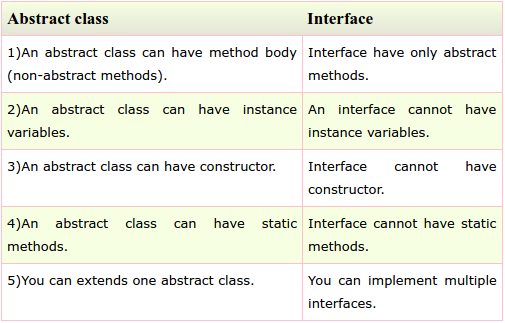 Abstract class Interface
1)An abstract class can have method body Interface have only abstract
(non-abstract methods). methods.
2)An abstract class can have instance An interface cannot have
variables. instance variables.
3)An abstract class can have constructor. Interface cannot have
constructor.
4)An abstract class can have static Interface cannot have static
methods. methods.
5)You can extends one abstract class. You can implement multiple
interfaces.